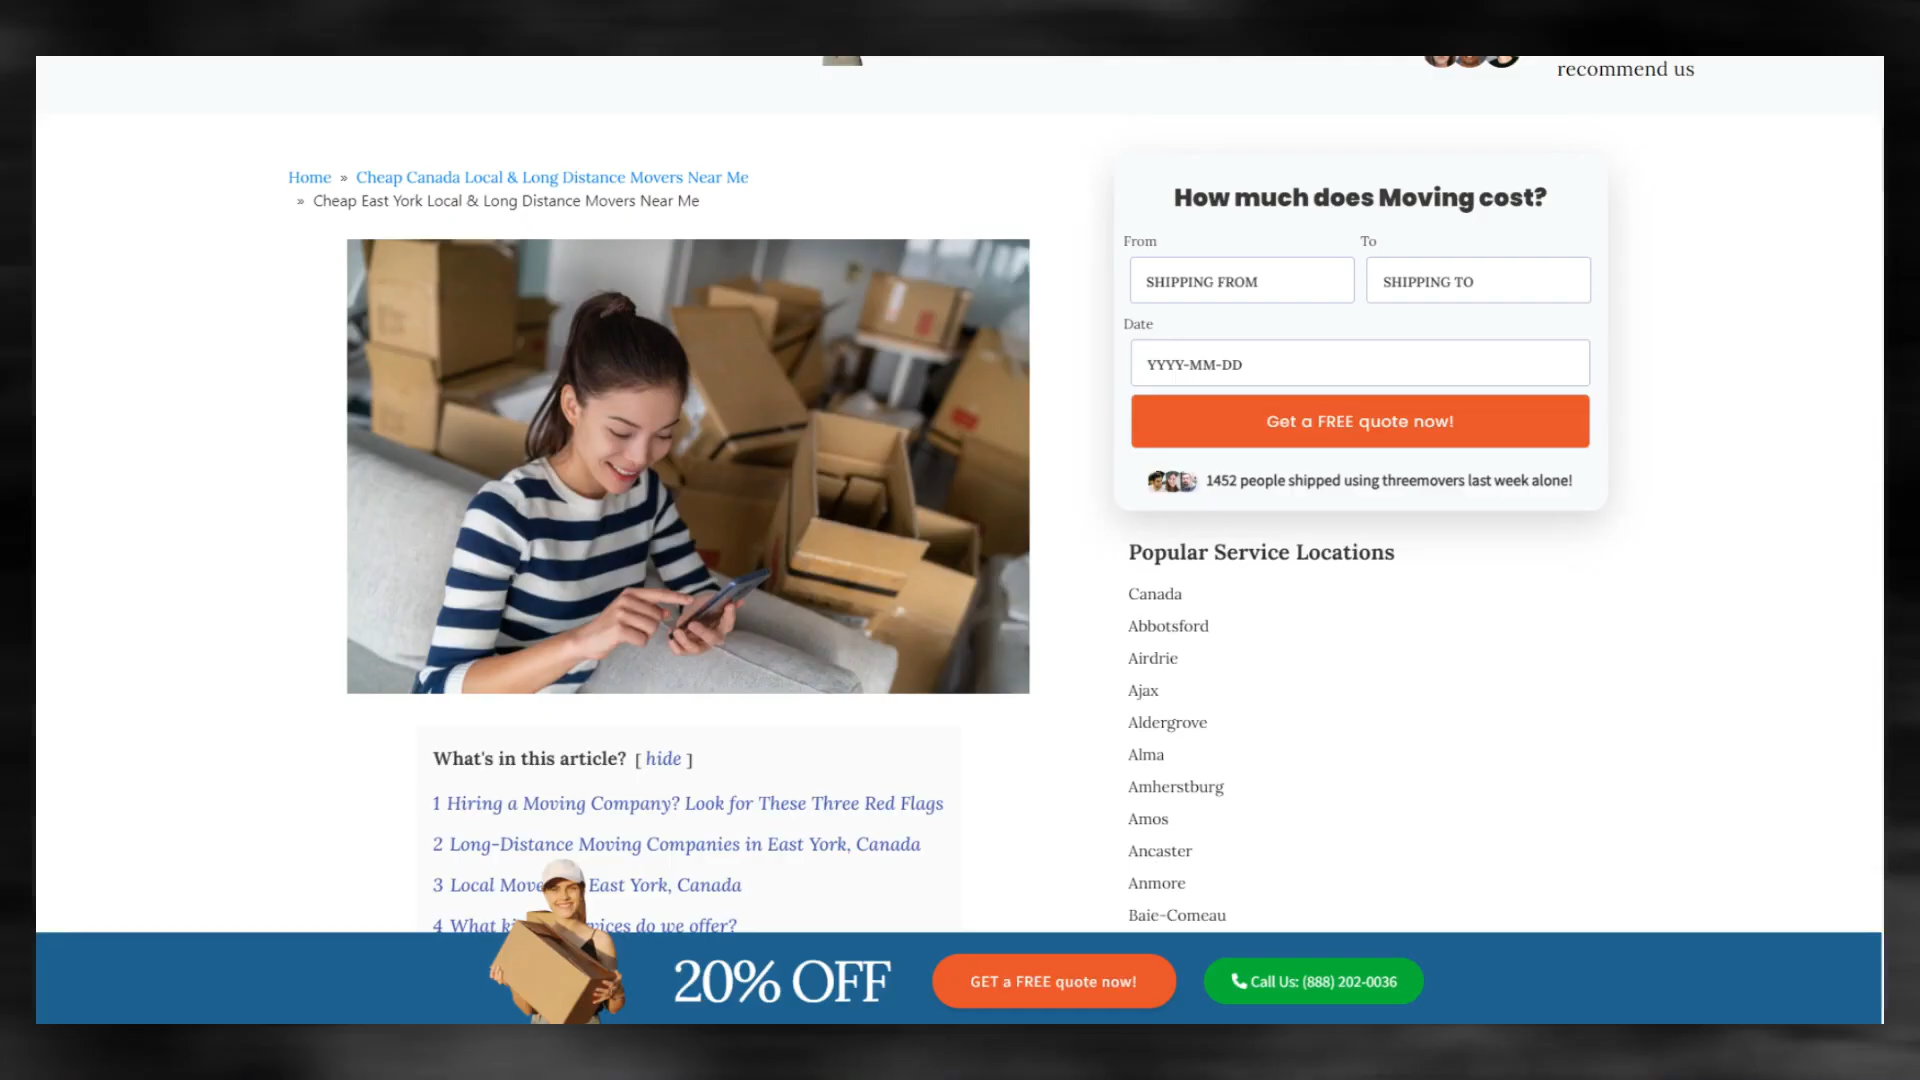 recommend us
Home » Cheap Canada Local & Long Distance Movers Near Me
» Cheap East York Local & Long Distance Movers Near Me
How much does Moving cost?
From To
SHIPPING FROM SHIPPING TO
Date
YYYY-MM-DD
Get a FREE quote now!
1452 people shipped using threemovers last week alone!
Popular Service Locations
Canada
Abbotsford
Airdrie
Ajax
Aldergrove
Alma
Amherstburg
Amos
Ancaster
Anmore
Baie-Comeau
What's in this article? [ hide ]
1 Hiring a Moving Company? Look for These Three Red Flags
2 Long-Distance Moving Companies in East York, Canada
3 Local Move East York, Canada
4 What ki vices do we offer?
20% OFF
GET a FREE quote now!
Call Us: (888) 202-0036